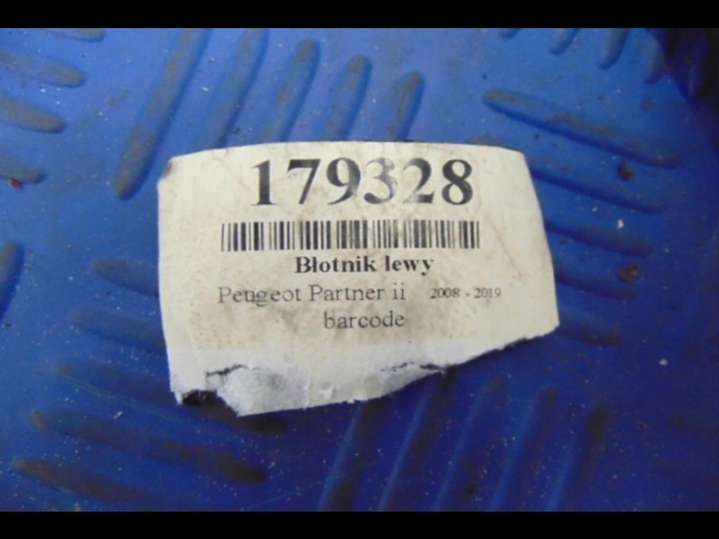 179328
Błotnik lewy
Peugeot Partner ii 2008 - 2019
barcode